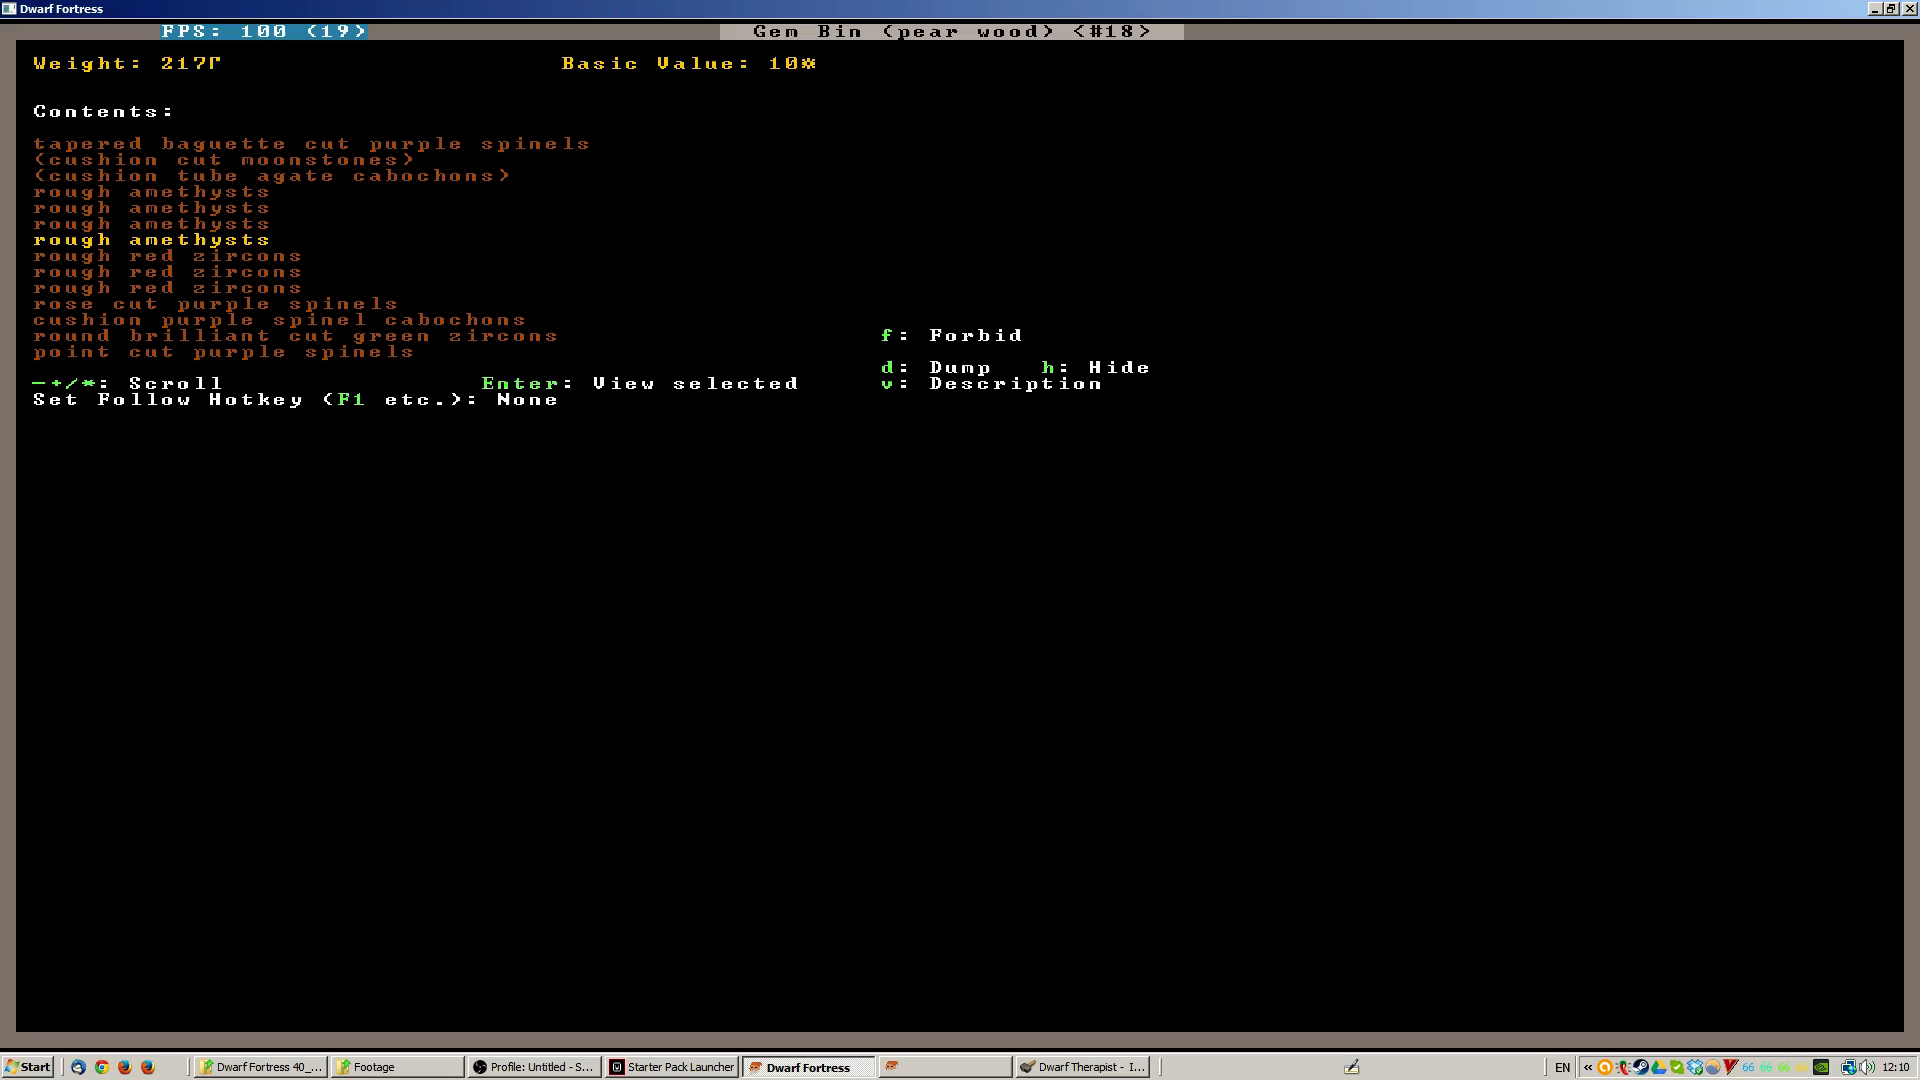 Dwarf Fortress
FPS: 100 (19)
Gem Bin (pear wood) <#18>
Weight: 217Γ
Basic Value: 10☼
Contents:
tapered baguette cut purple spinels
(cushion cut moonstones)
(cushion tube agate cabochons)
rough amethysts
rough amethysts
rough amethysts
rough amethysts
rough red zircons
rough red zircons
rough red zircons
rose cut purple spinels
cushion purple spinel cabochons
round brilliant cut green zircons
point cut purple spinels
f: Forbid
d: Dump h: Hide
-+/*: Scroll
Enter: View selected
v: Description
Set Follow Hotkey (F1 etc.): None
Start
Dwarf Fortress 40_...
Footage
Profile: Untitled - S...
Starter Pack Launcher
Dwarf Fortress
Dwarf Therapist - I...
EN
«
66 66 66
12:10